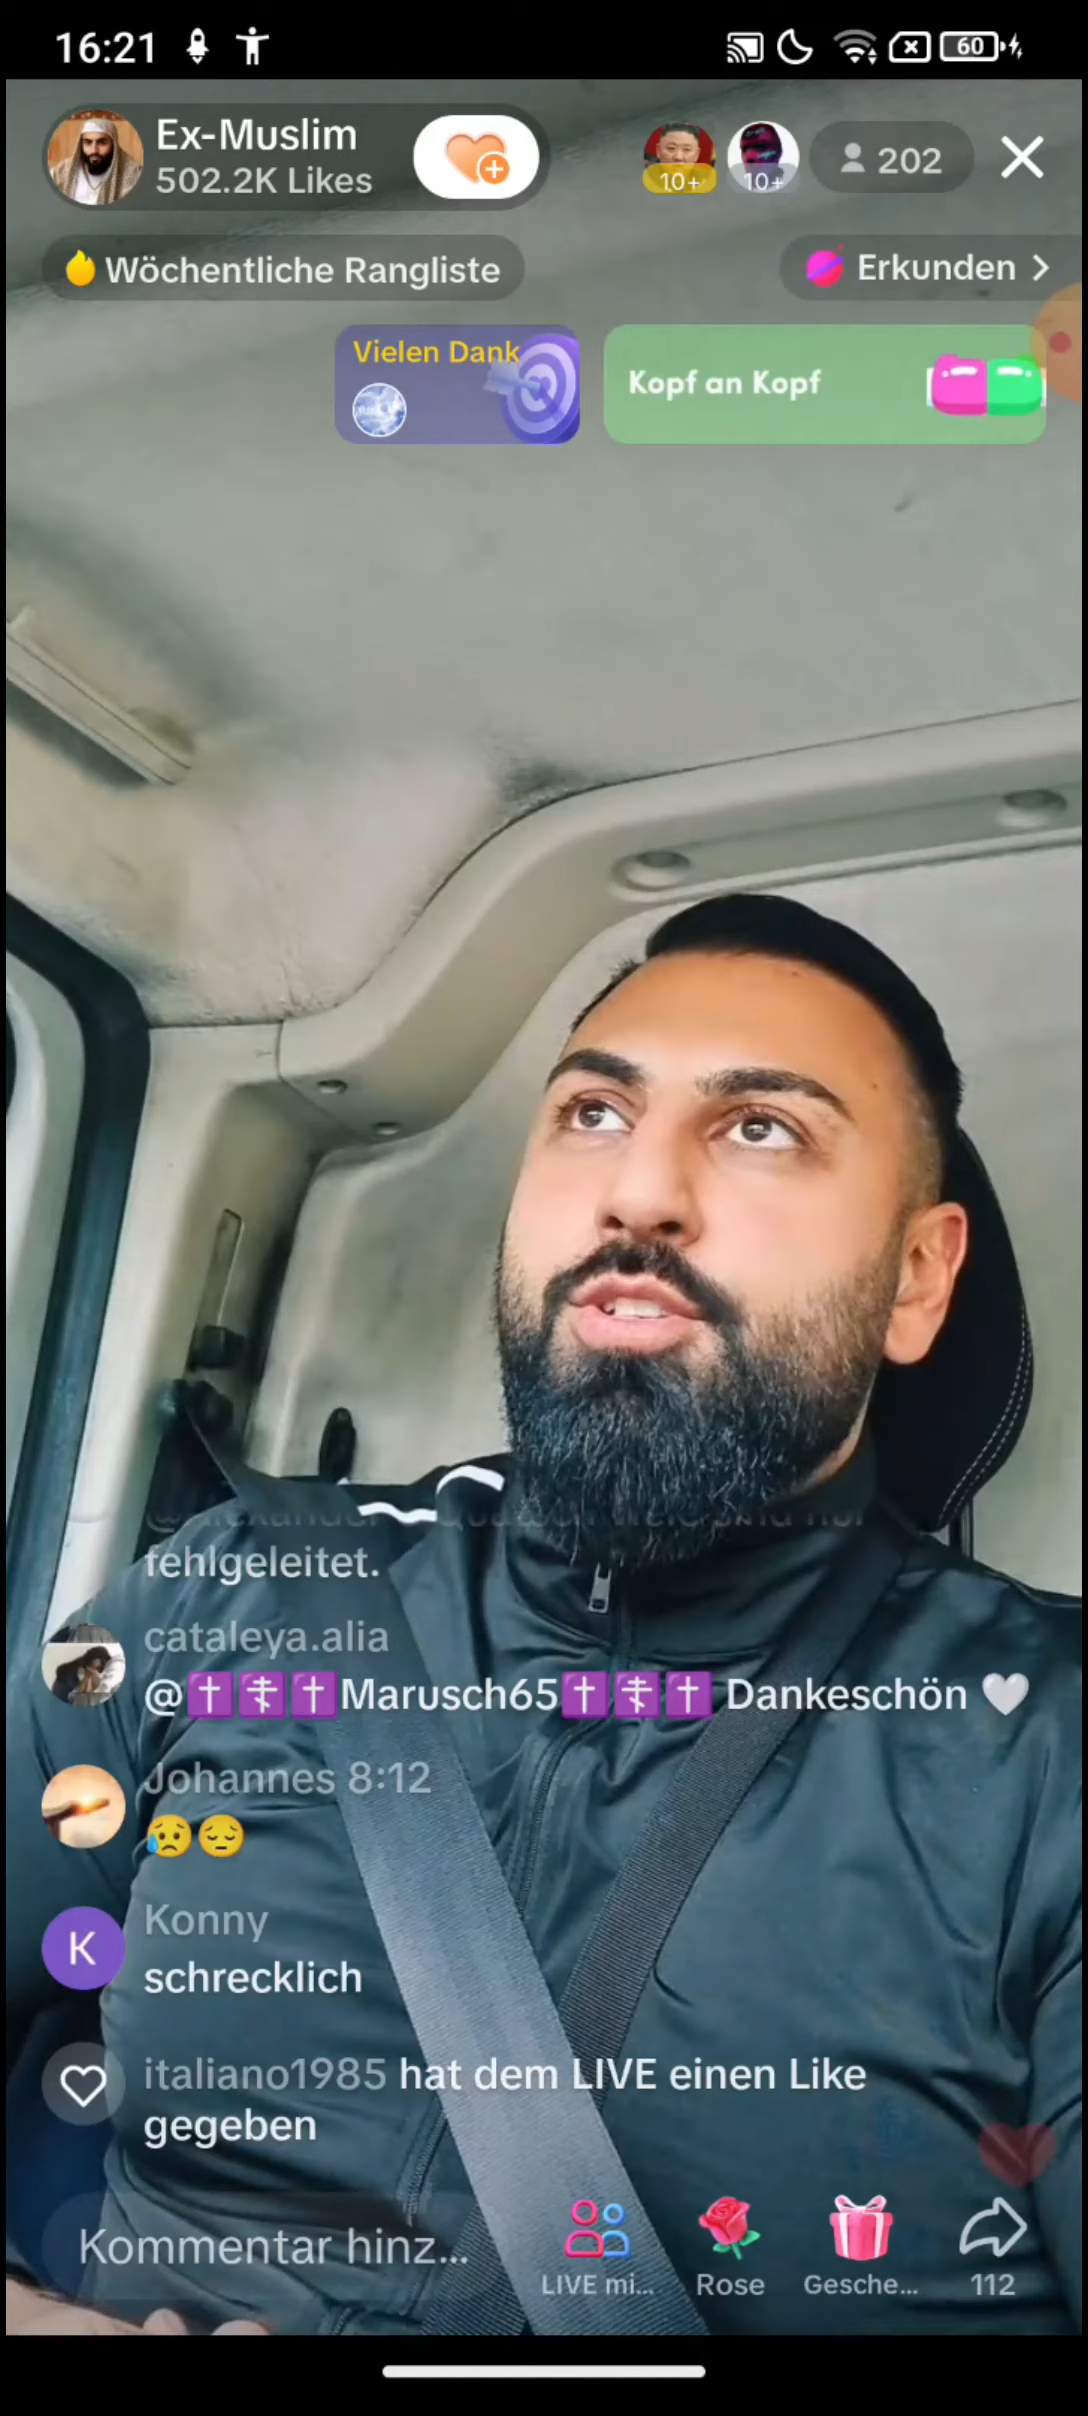 16:21
60
Ex-Muslim
502.2K Likes
10+
10+
202
Wöchentliche Rangliste
Erkunden
Vielen Dank
Kopf an Kopf
fehlgeleitet.
cataleya.alia
@✝️☦️✝️Marusch65✝️☦️✝️ Dankeschön 🤍
Johannes 8:12
😥😔
Konny
K
schrecklich
italiano1985 hat dem LIVE einen Like
gegeben
Kommentar hinz...
LIVE mi...
Rose
Gesche...
112